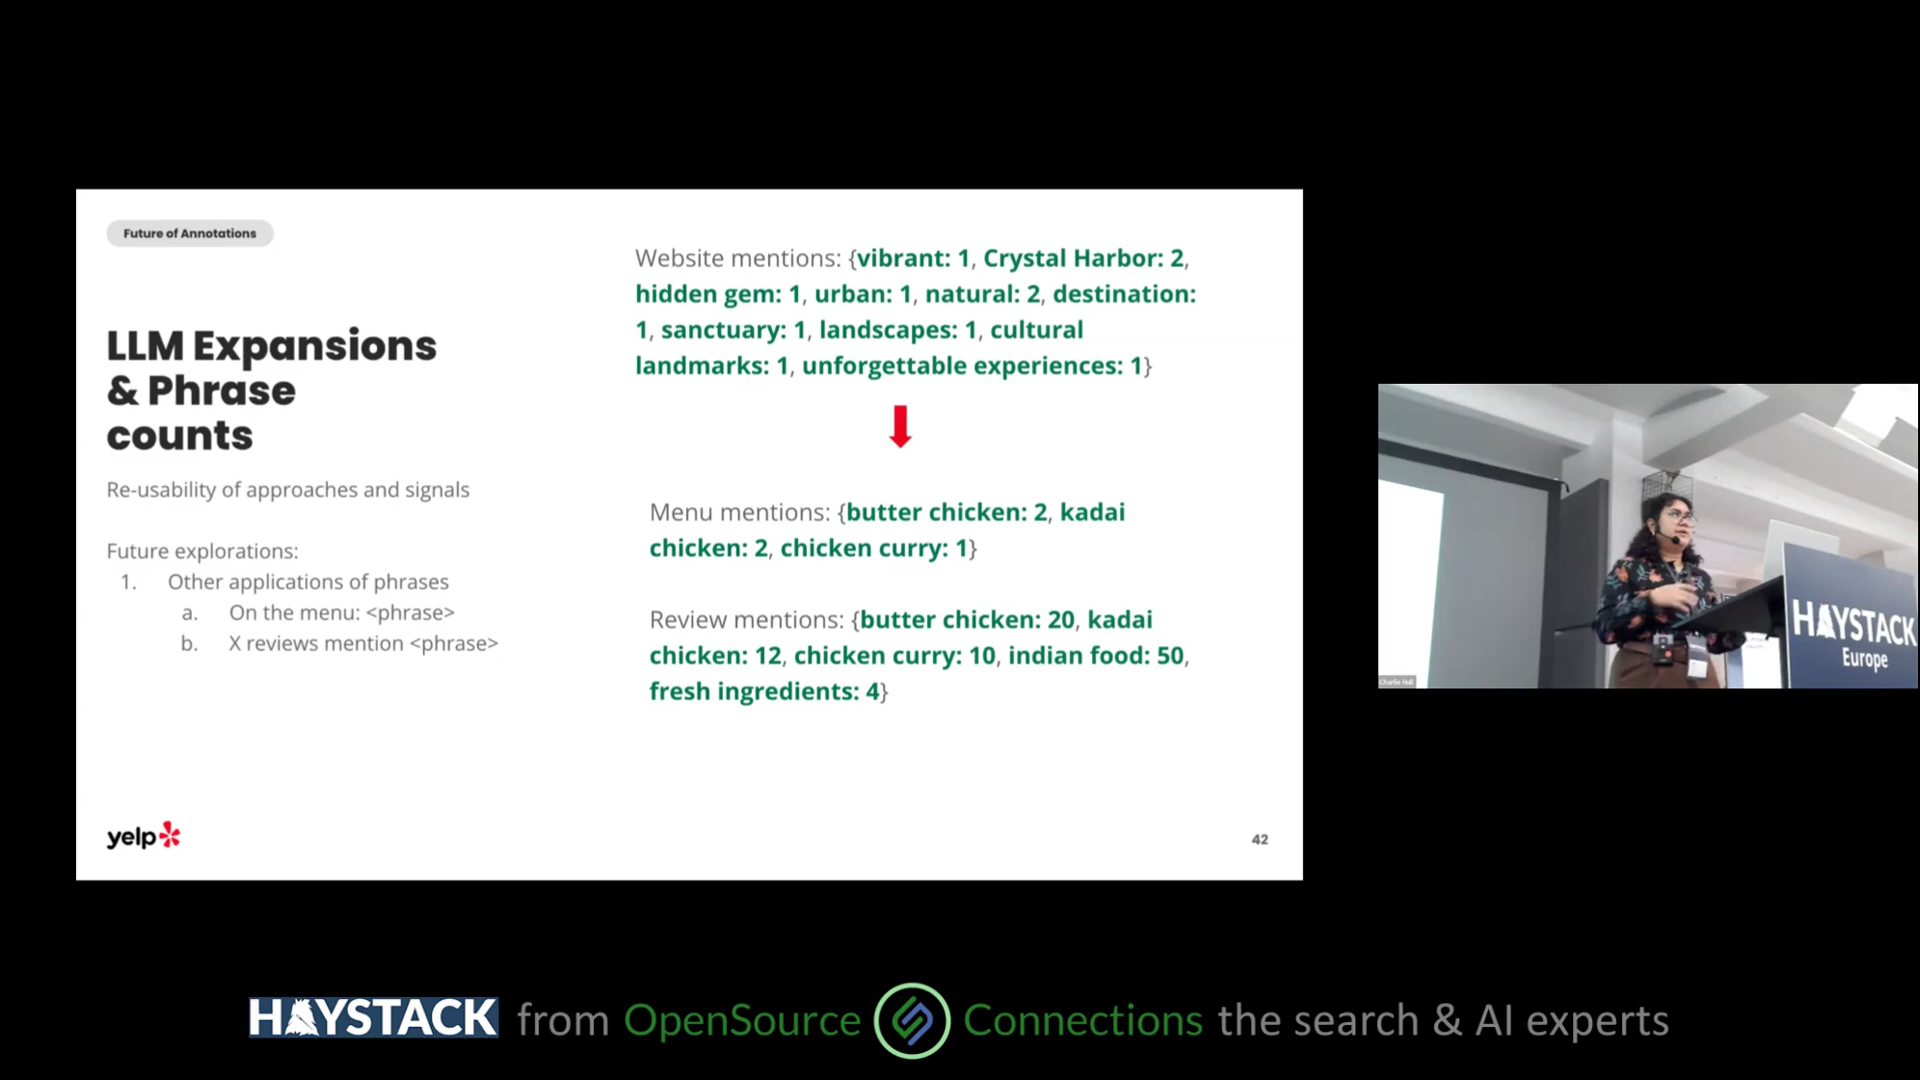 Future of Annotations
LLM Expansions
& Phrase
counts
Re-usability of approaches and signals
Future explorations:
1. Other applications of phrases
a. On the menu: <phrase>
b. X reviews mention <phrase>
Website mentions: {vibrant: 1, Crystal Harbor: 2,
hidden gem: 1, urban: 1, natural: 2, destination:
1, sanctuary: 1, landscapes: 1, cultural
landmarks: 1, unforgettable experiences: 1}
Menu mentions: {butter chicken: 2, kadai
chicken: 2, chicken curry: 1}
Review mentions: {butter chicken: 20, kadai
chicken: 12, chicken curry: 10, indian food: 50,
fresh ingredients: 4}
yelp
42
HAYSTACK
Europe
Charlie Hull
HAYSTACK from OpenSource Connections the search & AI experts